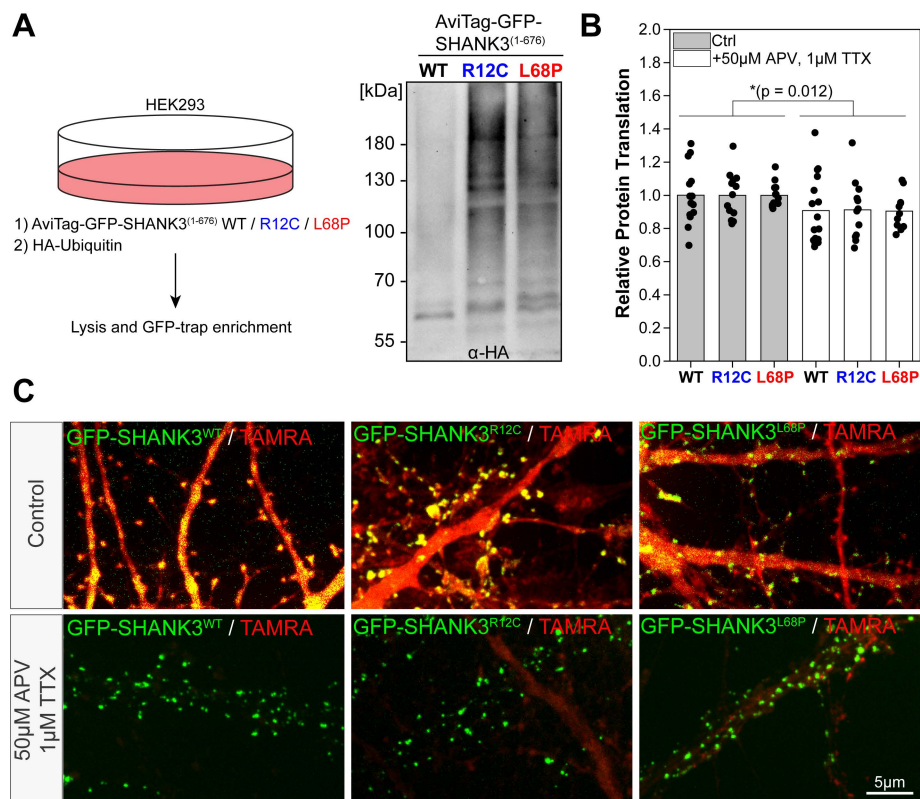 A
HEK293
1) AviTag-GFP-SHANK3(1-676) WT / R12C / L68P
2) HA-Ubiquitin
Lysis and GFP-trap enrichment
AviTag-GFP-
SHANK3(1-676)
WT R12C L68P
[kDa]
180
130
100
70
55
α-HA
B
Relative Protein Translation
2.0
1.8
1.6
1.4
1.2
1.0
0.8
0.6
0.4
0.2
0.0
Ctrl
+50µM APV, 1µM TTX
*(p = 0.012)
WT R12C L68P WT R12C L68P
C
Control
GFP-SHANK3WT / TAMRA
GFP-SHANK3R12C / TAMRA
GFP-SHANK3L68P / TAMRA
50µM APV
1µM TTX
GFP-SHANK3WT / TAMRA
GFP-SHANK3R12C / TAMRA
GFP-SHANK3L68P / TAMRA
5µm